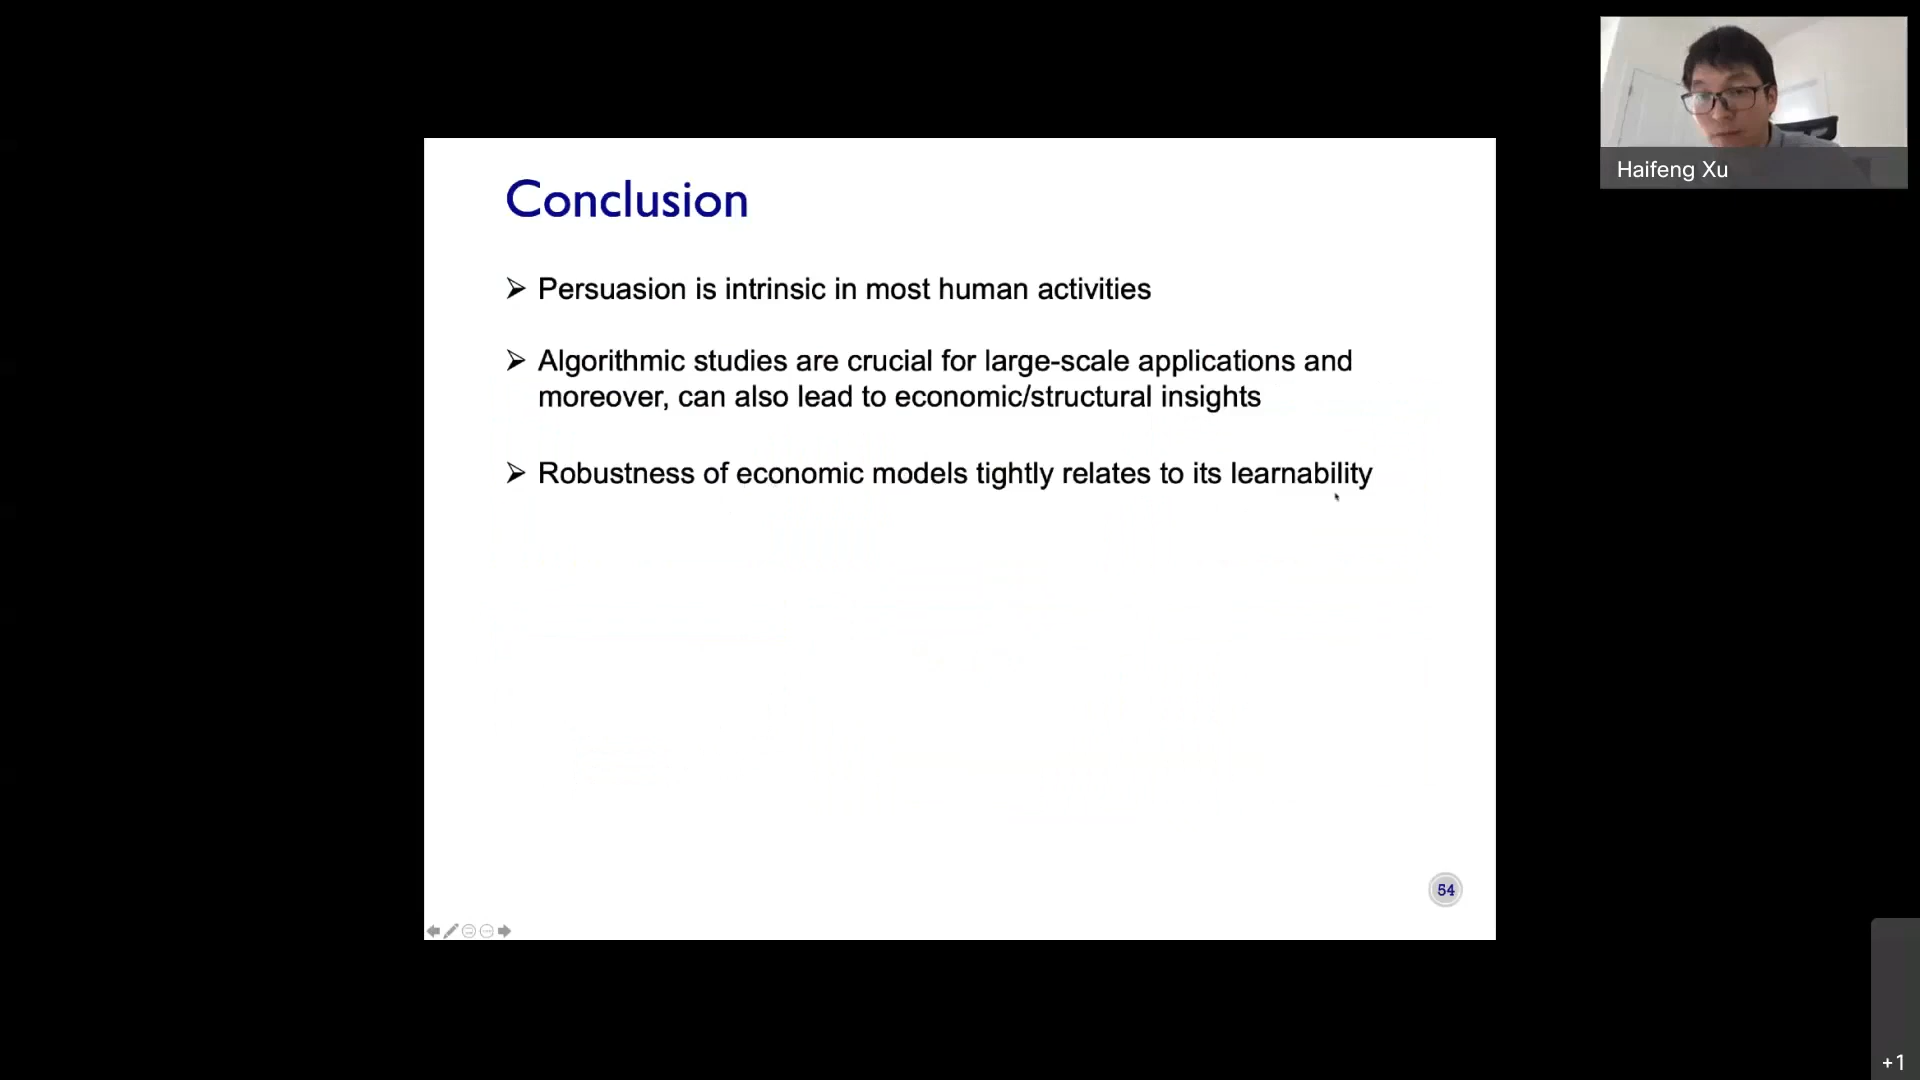 Haifeng Xu
Conclusion
➢ Persuasion is intrinsic in most human activities
➢ Algorithmic studies are crucial for large-scale applications and
moreover, can also lead to economic/structural insights
➢ Robustness of economic models tightly relates to its learnability
54
+1